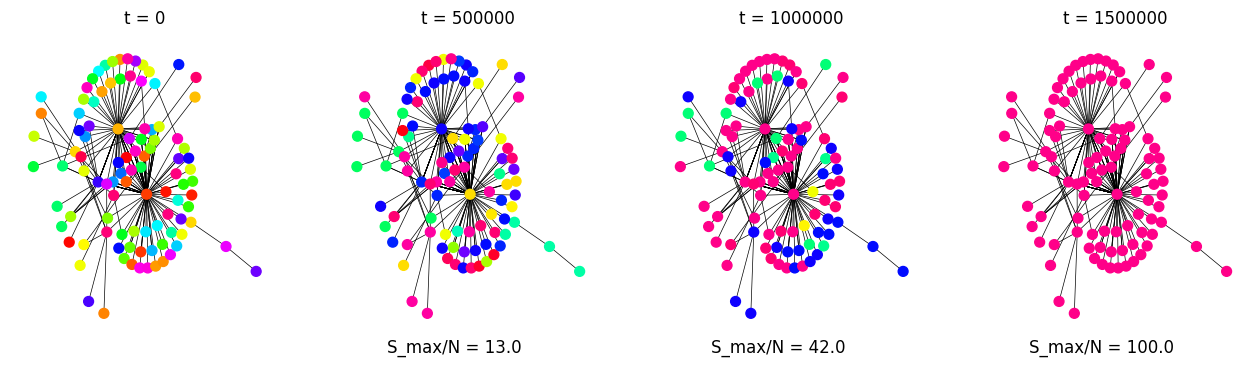 t = 0
t = 500000
t = 1000000
t = 1500000
S_max/N = 13.0
S_max/N = 42.0
S_max/N = 100.0